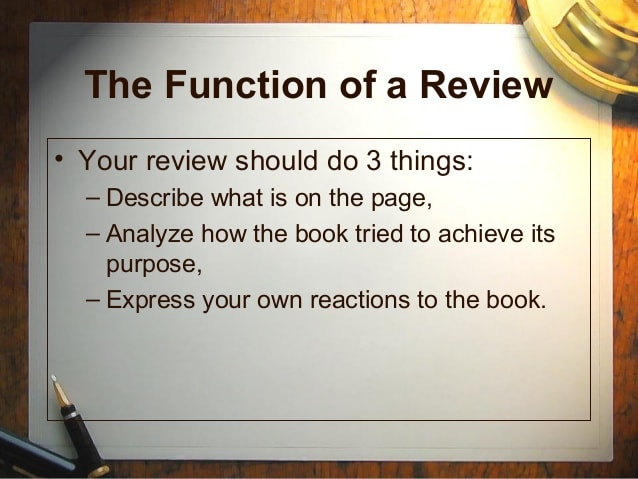 The Function of a Review
• Your review should do 3 things:
– Describe what is on the page,
– Analyze how the book tried to achieve its
purpose,
– Express your own reactions to the book.